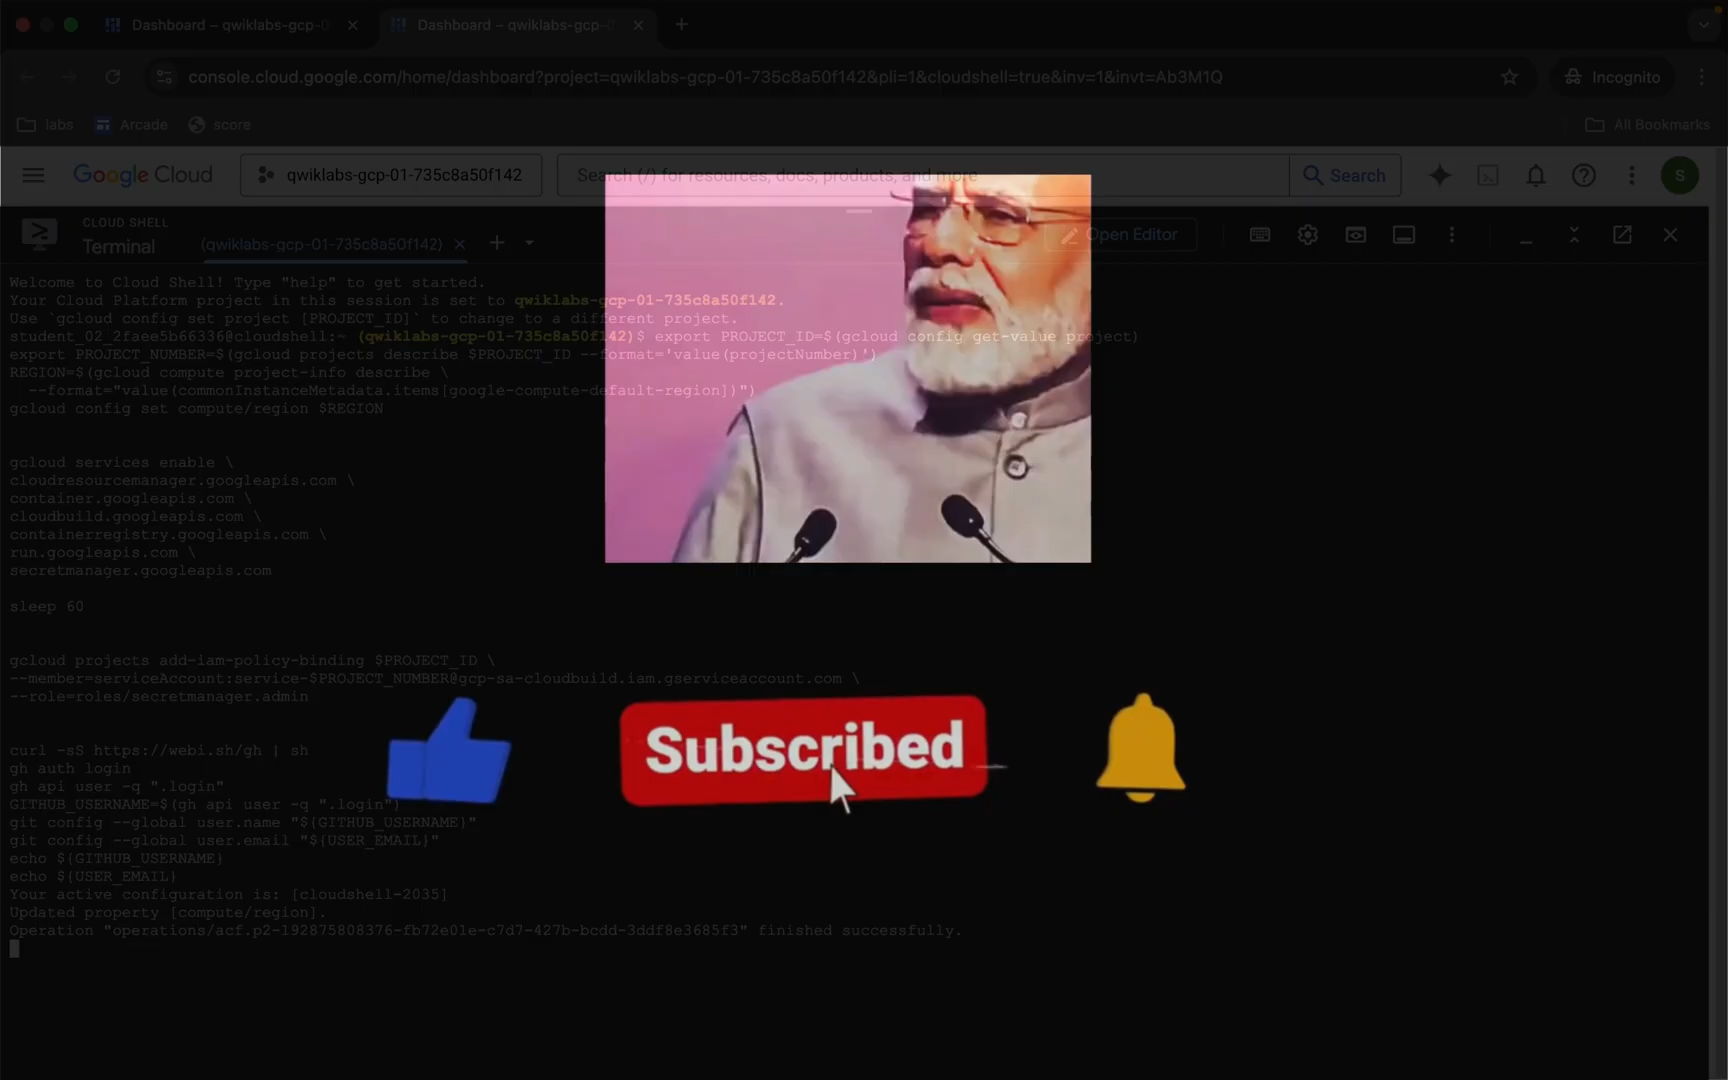 Dashboard – qwiklabs-gcp-0
Dashboard – qwiklabs-gcp-0
console.cloud.google.com/home/dashboard?project=qwiklabs-gcp-01-735c8a50f142&pli=1&cloudshell=true&inv=1&invt=Ab3M1Q
Incognito
labs
Arcade
score
All Bookmarks
Google Cloud
qwiklabs-gcp-01-735c8a50f142
Search (/) for resources, docs, products, and more
Search
S
CLOUD SHELL
Terminal
(qwiklabs-gcp-01-735c8a50f142)
Open Editor
Welcome to Cloud Shell! Type "help" to get started.
Your Cloud Platform project in this session is set to qwiklabs-gcp-01-735c8a50f142.
Use `gcloud config set project [PROJECT_ID]` to change to a different project.
student_02_2faee5b66336@cloudshell:~ (qwiklabs-gcp-01-735c8a50f142)$ export PROJECT_ID=$(gcloud config get-value project)
export PROJECT_NUMBER=$(gcloud projects describe $PROJECT_ID --format='value(projectNumber)')
REGION=$(gcloud compute project-info describe \
--format="value(commonInstanceMetadata.items[google-compute-default-region])")
gcloud config set compute/region $REGION
gcloud services enable \
cloudresourcemanager.googleapis.com \
container.googleapis.com \
cloudbuild.googleapis.com \
containerregistry.googleapis.com \
run.googleapis.com \
secretmanager.googleapis.com
sleep 60
gcloud projects add-iam-policy-binding $PROJECT_ID \
--member=serviceAccount:service-$PROJECT_NUMBER@gcp-sa-cloudbuild.iam.gserviceaccount.com \
--role=roles/secretmanager.admin
Subscribed
curl -sS https://webi.sh/gh | sh
gh auth login
gh api user -q ".login"
GITHUB_USERNAME=$(gh api user -q ".login")
git config --global user.name "${GITHUB_USERNAME}"
git config --global user.email "${USER_EMAIL}"
echo ${GITHUB_USERNAME}
echo ${USER_EMAIL}
Your active configuration is: [cloudshell-2035]
Updated property [compute/region].
Operation "operations/acf.p2-192875808376-fb72e01e-c7d7-427b-bcdd-3ddf8e3685f3" finished successfully.